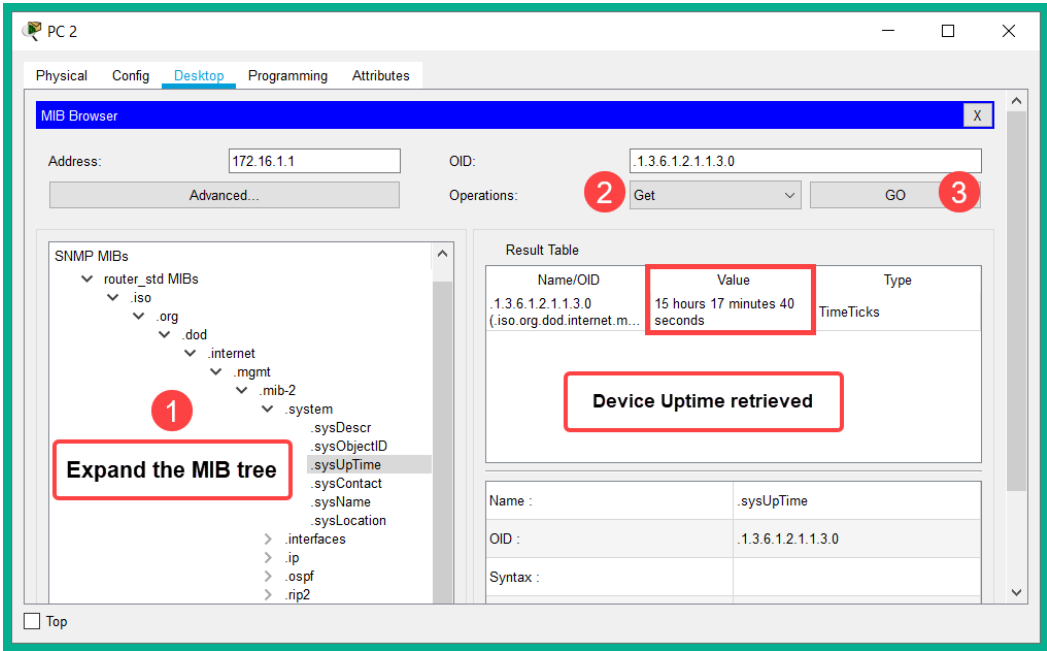 PC 2
Physical Config Desktop Programming Attributes
MIB Browser
X
Address: 172.16.1.1
OID: .1.3.6.1.2.1.1.3.0
Advanced...
Operations: 2 Get GO 3
SNMP MIBs
router_std MIBs
.iso
.org
.dod
.internet
.mgmt
.mib-2
.system
.sysDescr
.sysObjectID
.sysUpTime
.sysContact
.sysName
.sysLocation
.interfaces
.ip
.ospf
.rip2
1
Expand the MIB tree
Result Table
Name/OID Value Type
.1.3.6.1.2.1.1.3.0
(.iso.org.dod.internet.m...
15 hours 17 minutes 40
seconds
TimeTicks
Device Uptime retrieved
Name : .sysUpTime
OID : .1.3.6.1.2.1.1.3.0
Syntax :
Top